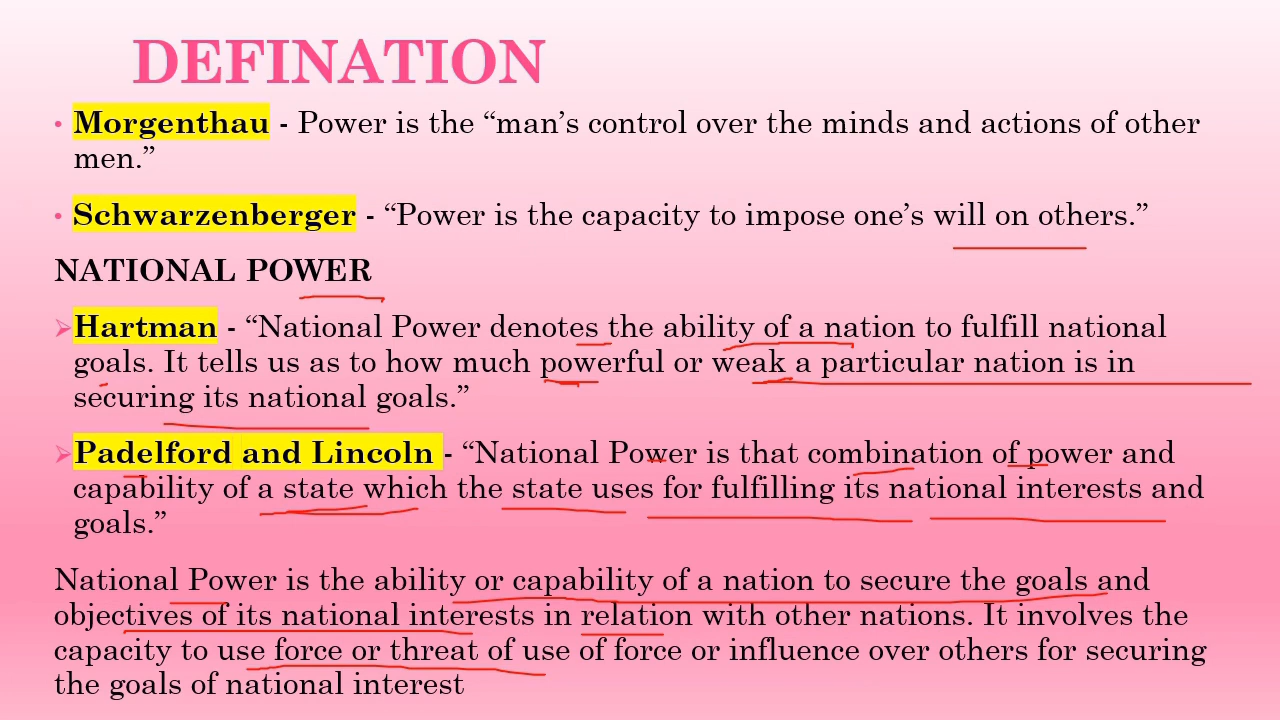 DEFINATION
• Morgenthau - Power is the “man’s control over the minds and actions of other
men.”
• Schwarzenberger - “Power is the capacity to impose one’s will on others.”
NATIONAL POWER
➢Hartman - “National Power denotes the ability of a nation to fulfill national
goals. It tells us as to how much powerful or weak a particular nation is in
securing its national goals.”
➢Padelford and Lincoln - “National Power is that combination of power and
capability of a state which the state uses for fulfilling its national interests and
goals.”
National Power is the ability or capability of a nation to secure the goals and
objectives of its national interests in relation with other nations. It involves the
capacity to use force or threat of use of force or influence over others for securing
the goals of national interest